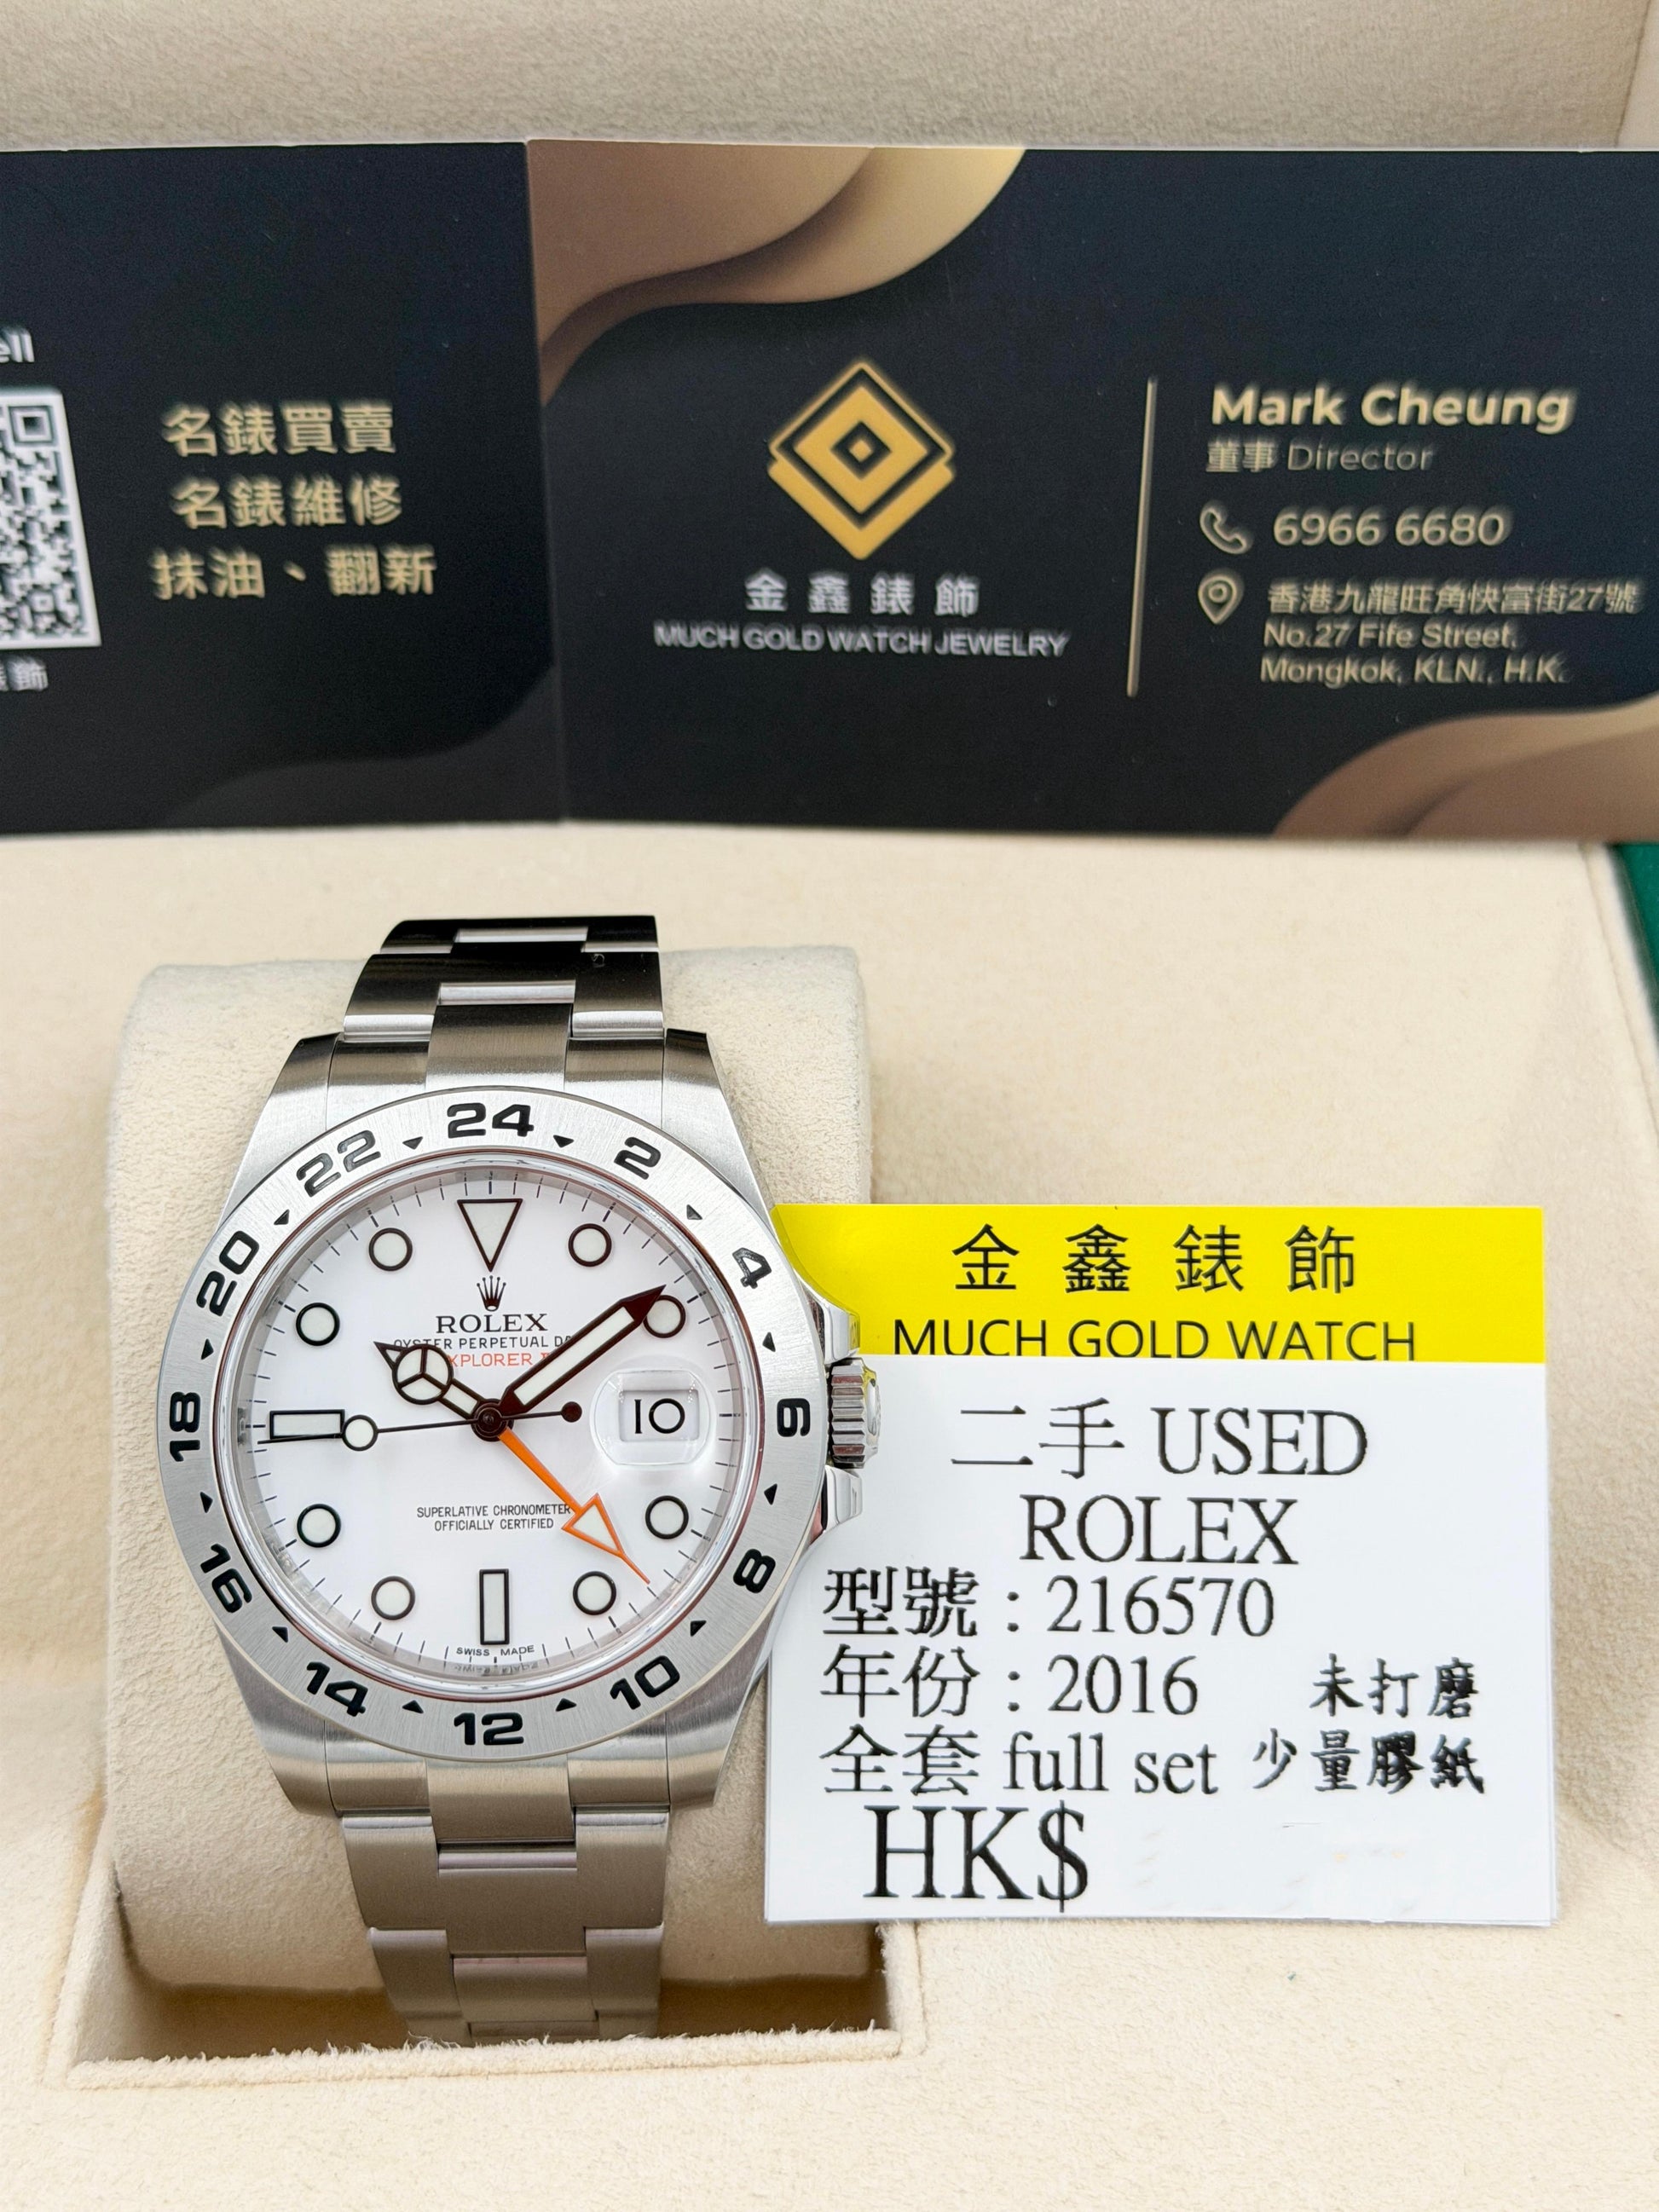 ell
名錶買賣
名錶維修
抹油、翻新
飾
金鑫錶飾
MUCH GOLD WATCH JEWELRY
Mark Cheung
董事 Director
6966 6680
香港九龍旺角快富街27號
No.27 Fife Street,
Mongkok, KLN., H.K.
24
2
4
6
8
10
12
14
16
18
20
22
ROLEX
OYSTER PERPETUAL DA
XPLORER
10
SUPERLATIVE CHRONOMETER
OFFICIALLY CERTIFIED
SWISS MADE
金鑫錶飾
MUCH GOLD WATCH
二手 USED
ROLEX
型號：216570
年份：2016 未打磨
全套 full set 少量膠紙
HK$